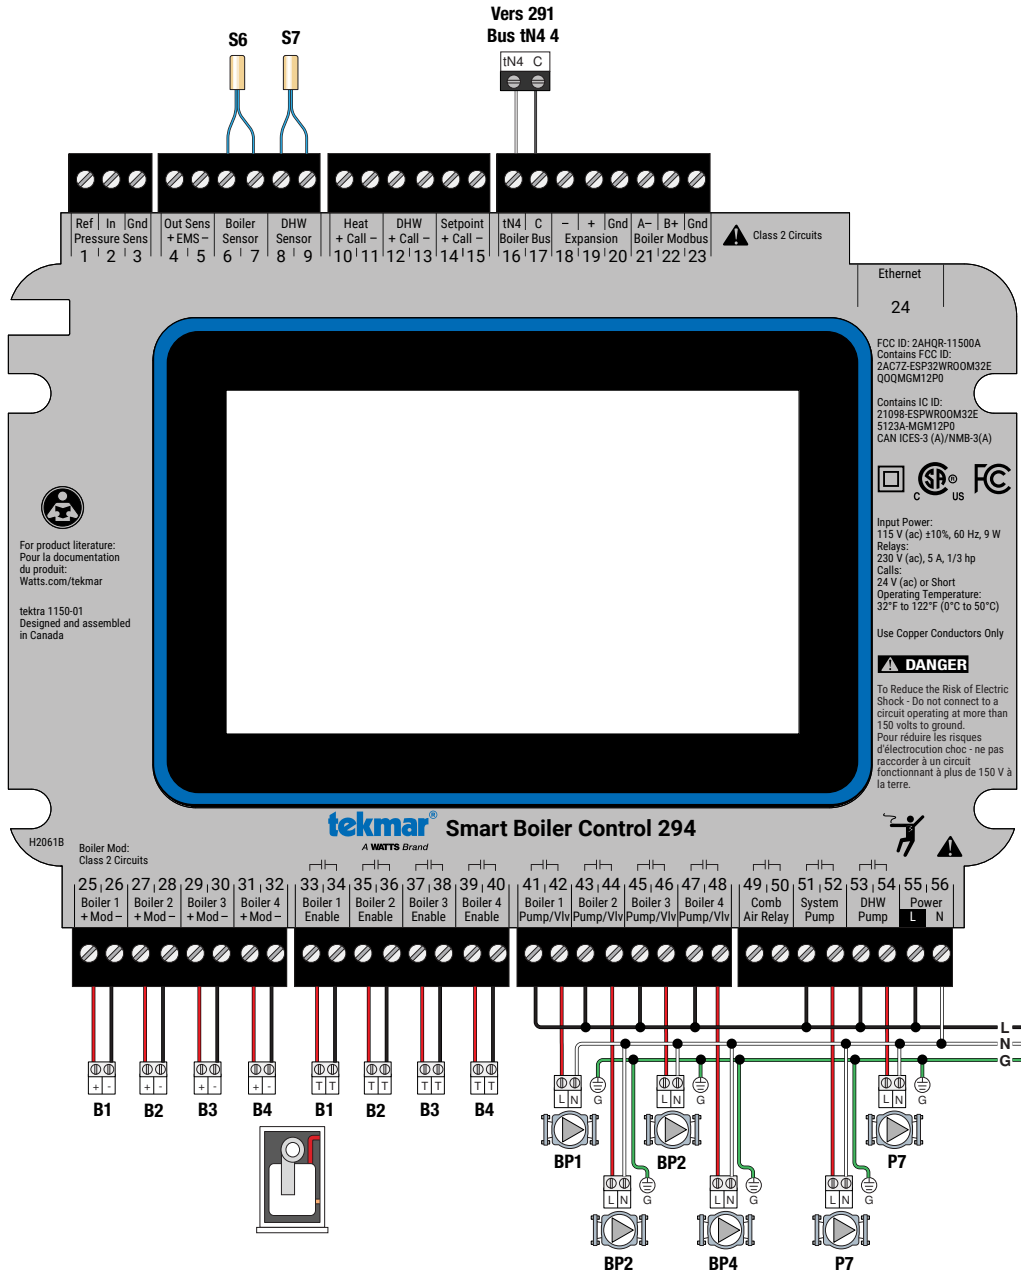 Vers 291
Bus tN4 4
S6 S7
tN4 C
Ref In Gnd
Pressure Sens
1 2 3
Out Sens
+ EMS –
4 5
Boiler
Sensor
6 7
DHW
Sensor
8 9
Heat
+ Call –
10 11
DHW
+ Call –
12 13
Setpoint
+ Call –
14 15
tN4 C
Boiler Bus
16 17
– + Gnd
Expansion
18 19 20
A– B+ Gnd
Boiler Modbus
21 22 23
Class 2 Circuits
Ethernet
24
FCC ID: 2AHQR-11500A
Contains FCC ID:
2AC7Z-ESP32WROOM32E
QOQMGM12P0
Contains IC ID:
21098-ESPWROOM32E
5123A-MGM12P0
CAN ICES-3 (A)/NMB-3(A)
C SA ® US FC
Input Power:
115 V (ac) ±10%, 60 Hz, 9 W
Relays:
230 V (ac), 5 A, 1/3 hp
Calls:
24 V (ac) or Short
Operating Temperature:
32°F to 122°F (0°C to 50°C)
Use Copper Conductors Only
DANGER
To Reduce the Risk of Electric
Shock - Do not connect to a
circuit operating at more than
150 volts to ground.
Pour réduire les risques
d'électrocution choc - ne pas
raccorder à un circuit
fonctionnant à plus de 150 V à
la terre.
For product literature:
Pour la documentation
du produit:
Watts.com/tekmar
tektra 1150-01
Designed and assembled
in Canada
H2061B
tekmar® Smart Boiler Control 294
A WATTS Brand
Boiler Mod:
Class 2 Circuits
25 26
Boiler 1
+ Mod –
27 28
Boiler 2
+ Mod –
29 30
Boiler 3
+ Mod –
31 32
Boiler 4
+ Mod –
33 34
Boiler 1
Enable
35 36
Boiler 2
Enable
37 38
Boiler 3
Enable
39 40
Boiler 4
Enable
41 42
Boiler 1
Pump/Vlv
43 44
Boiler 2
Pump/Vlv
45 46
Boiler 3
Pump/Vlv
47 48
Boiler 4
Pump/Vlv
49 50
Comb
Air Relay
51 52
System
Pump
53 54
DHW
Pump
55 56
Power
L N
L
N
G
+ - + - + - + - T T T T T T T T
B1 B2 B3 B4 B1 B2 B3 B4
L N G L N G L N G
BP1 BP2 P7
L N G L N G L N G
BP2 BP4 P7